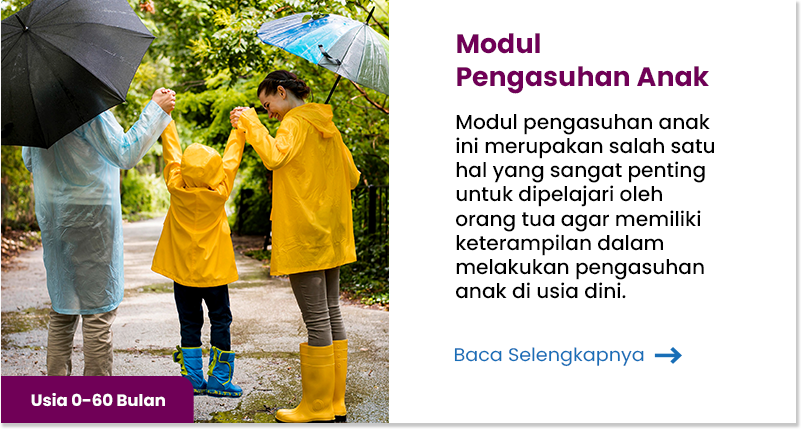 Modul
Pengasuhan Anak
Modul pengasuhan anak
ini merupakan salah satu
hal yang sangat penting
untuk dipelajari oleh
orang tua agar memiliki
keterampilan dalam
melakukan pengasuhan
anak di usia dini.
Baca Selengkapnya
Usia 0-60 Bulan